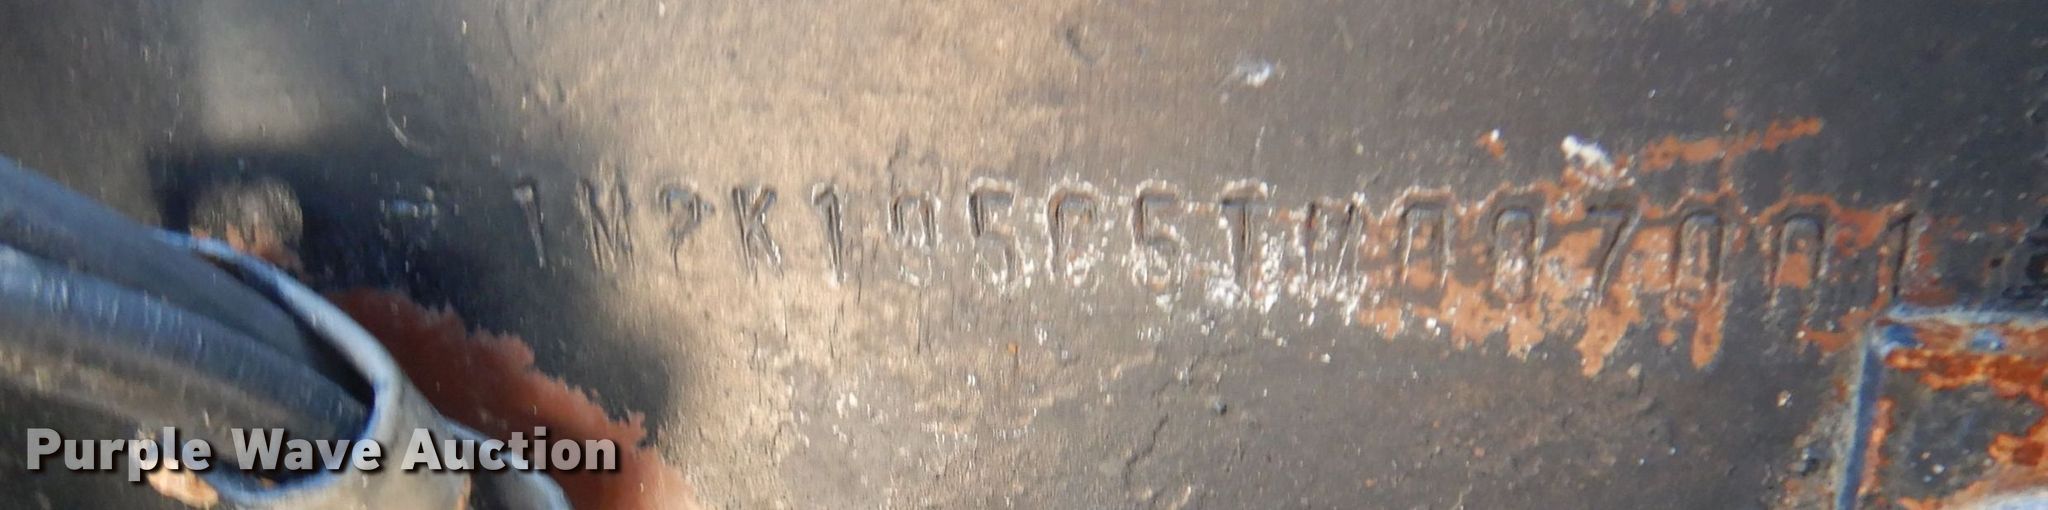 1M2K195C5TM007001
Purple Wave Auction